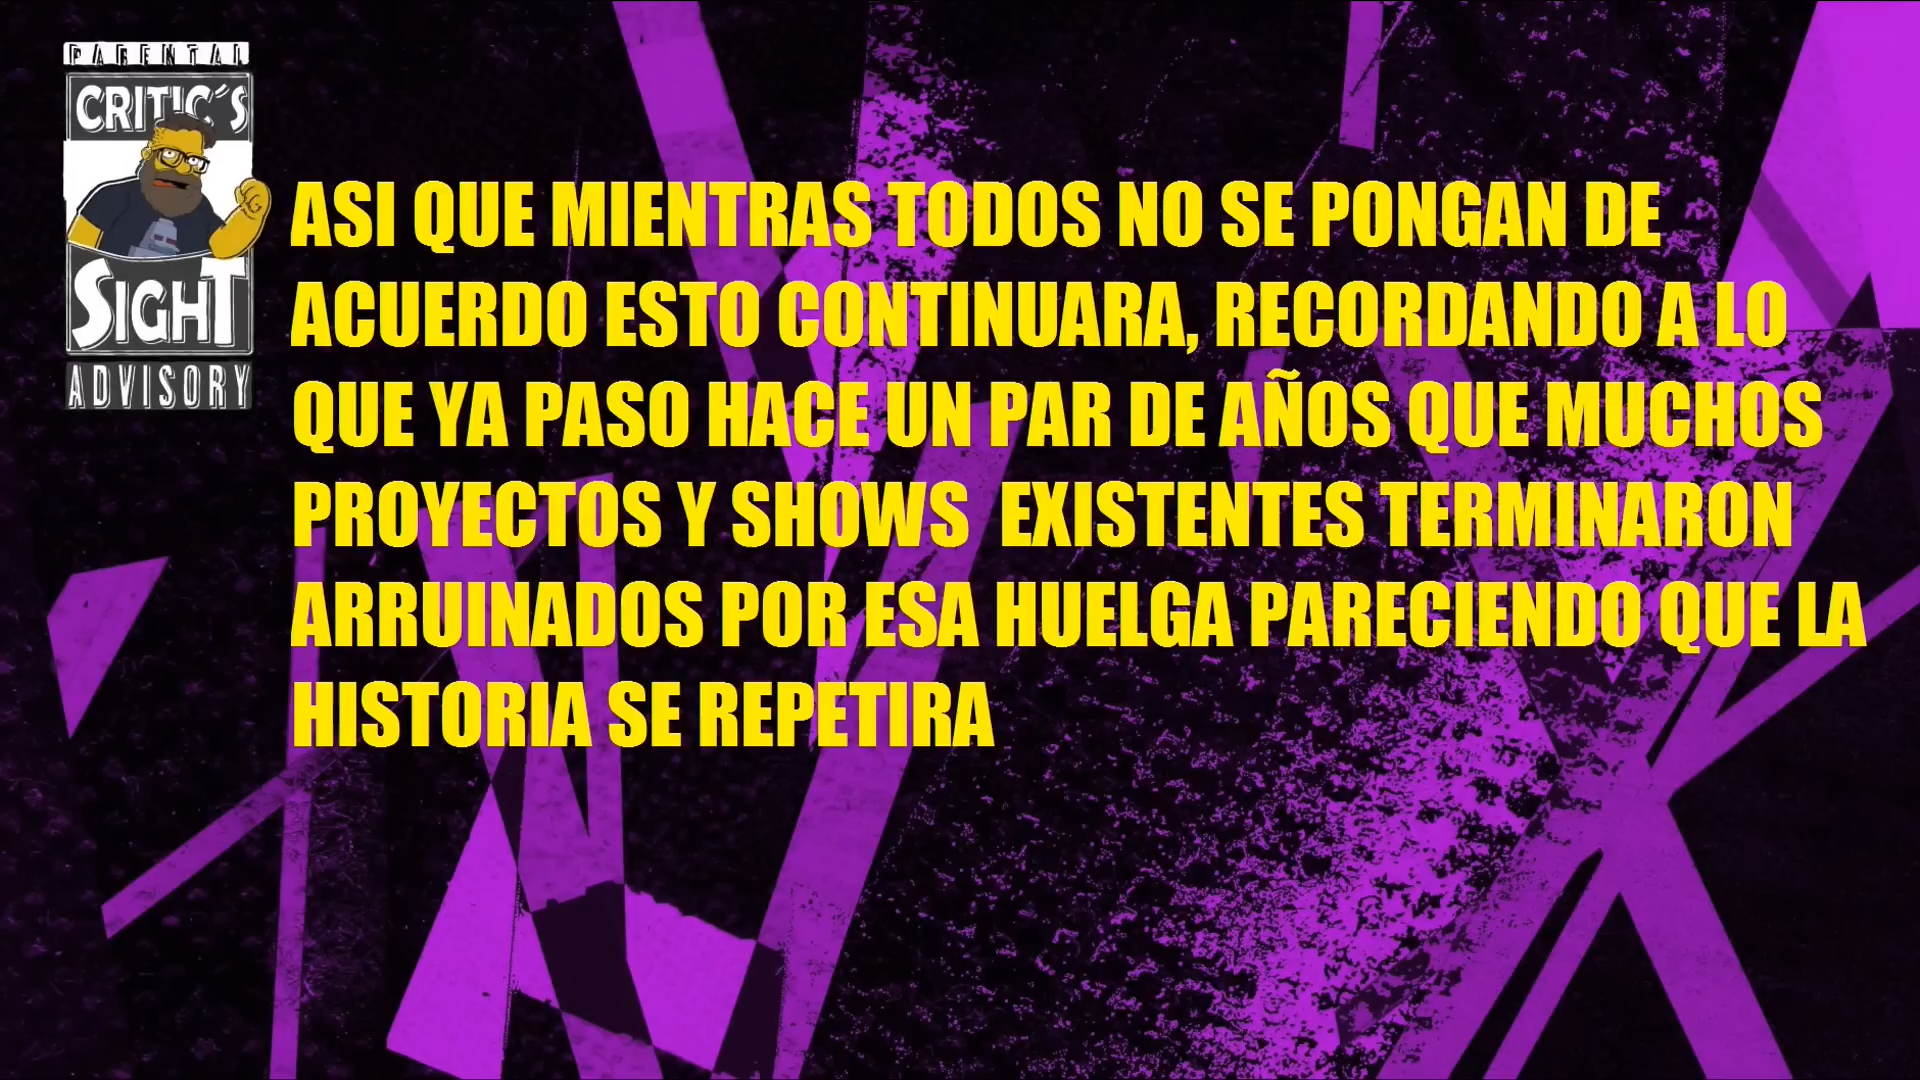 PARENTAL
CRITIC´S
SIGHT
ADVISORY
ASI QUE MIENTRAS TODOS NO SE PONGAN DE
ACUERDO ESTO CONTINUARA, RECORDANDO A LO
QUE YA PASO HACE UN PAR DE AÑOS QUE MUCHOS
PROYECTOS Y SHOWS  EXISTENTES TERMINARON
ARRUINADOS POR ESA HUELGA PARECIENDO QUE LA
HISTORIA SE REPETIRA